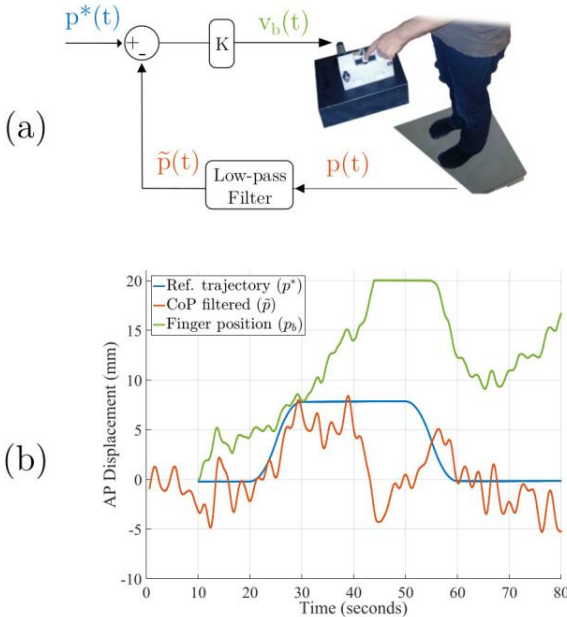 p*(t)
v_b(t)
+
-
K
(a)
p̃(t)
Low-pass
Filter
p(t)
(b)
AP Displacement (mm)
20
15
10
5
0
-5
-10
Ref. trajectory (p*)
CoP filtered (p̃)
Finger position (p_b)
0 10 20 30 40 50 60 70 80
Time (seconds)